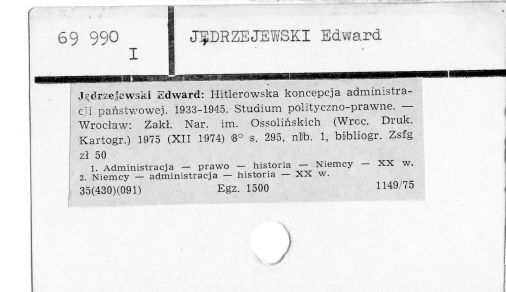 69 990
I
JĘDRZEJEWSKI Edward
Jędrzejewski Edward: Hitlerowska koncepcja administra-
cji państwowej. 1933-1945. Studium polityczno-prawne. —
Wrocław: Zakł. Nar. im. Ossolińskich (Wroc. Druk.
Kartogr.) 1975 (XII 1974) 8° s. 295, nlb. 1, bibliogr. Zsfg
zł 50
1. Administracja — prawo — historia — Niemcy — XX w.
2. Niemcy — administracja — historia — XX w.
35(430)(091) Egz. 1500 1149/75